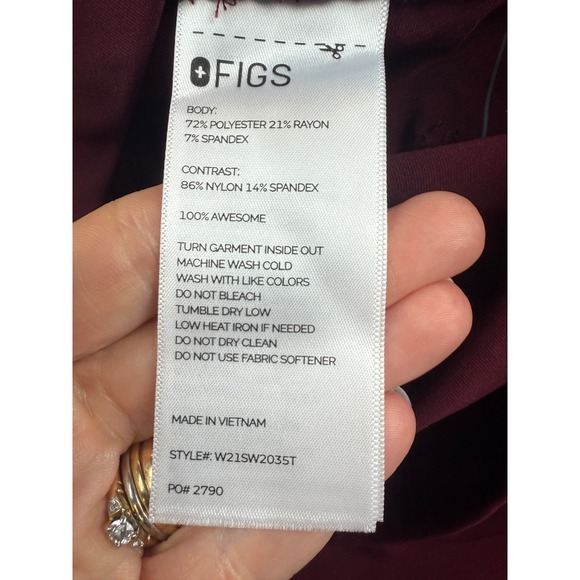 FIGS
BODY:
72% POLYESTER 21% RAYON
7% SPANDEX
CONTRAST:
86% NYLON 14% SPANDEX
100% AWESOME
TURN GARMENT INSIDE OUT
MACHINE WASH COLD
WASH WITH LIKE COLORS
DO NOT BLEACH
TUMBLE DRY LOW
LOW HEAT IRON IF NEEDED
DO NOT DRY CLEAN
DO NOT USE FABRIC SOFTENER
MADE IN VIETNAM
STYLE#: W21SW2035T
PO# 2790